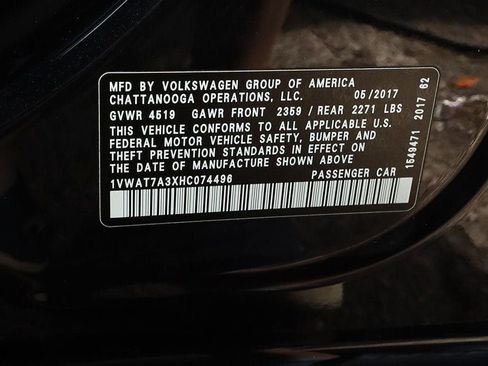 MFD BY VOLKSWAGEN GROUP OF AMERICA
CHATTANOOGA OPERATIONS, LLC. 05/2017
GVWR 4519 GAWR FRONT 2359 / REAR 2271 LBS
THIS VEHICLE CONFORMS TO ALL APPLICABLE U.S.
FEDERAL MOTOR VEHICLE SAFETY, BUMPER AND
THEFT PREVENTION STANDARDS IN EFFECT ON
THE DATE OF MANUFACTURE SHOWN ABOVE.
1VWAT7A3XHC074496 PASSENGER CAR
1549471 2017 62